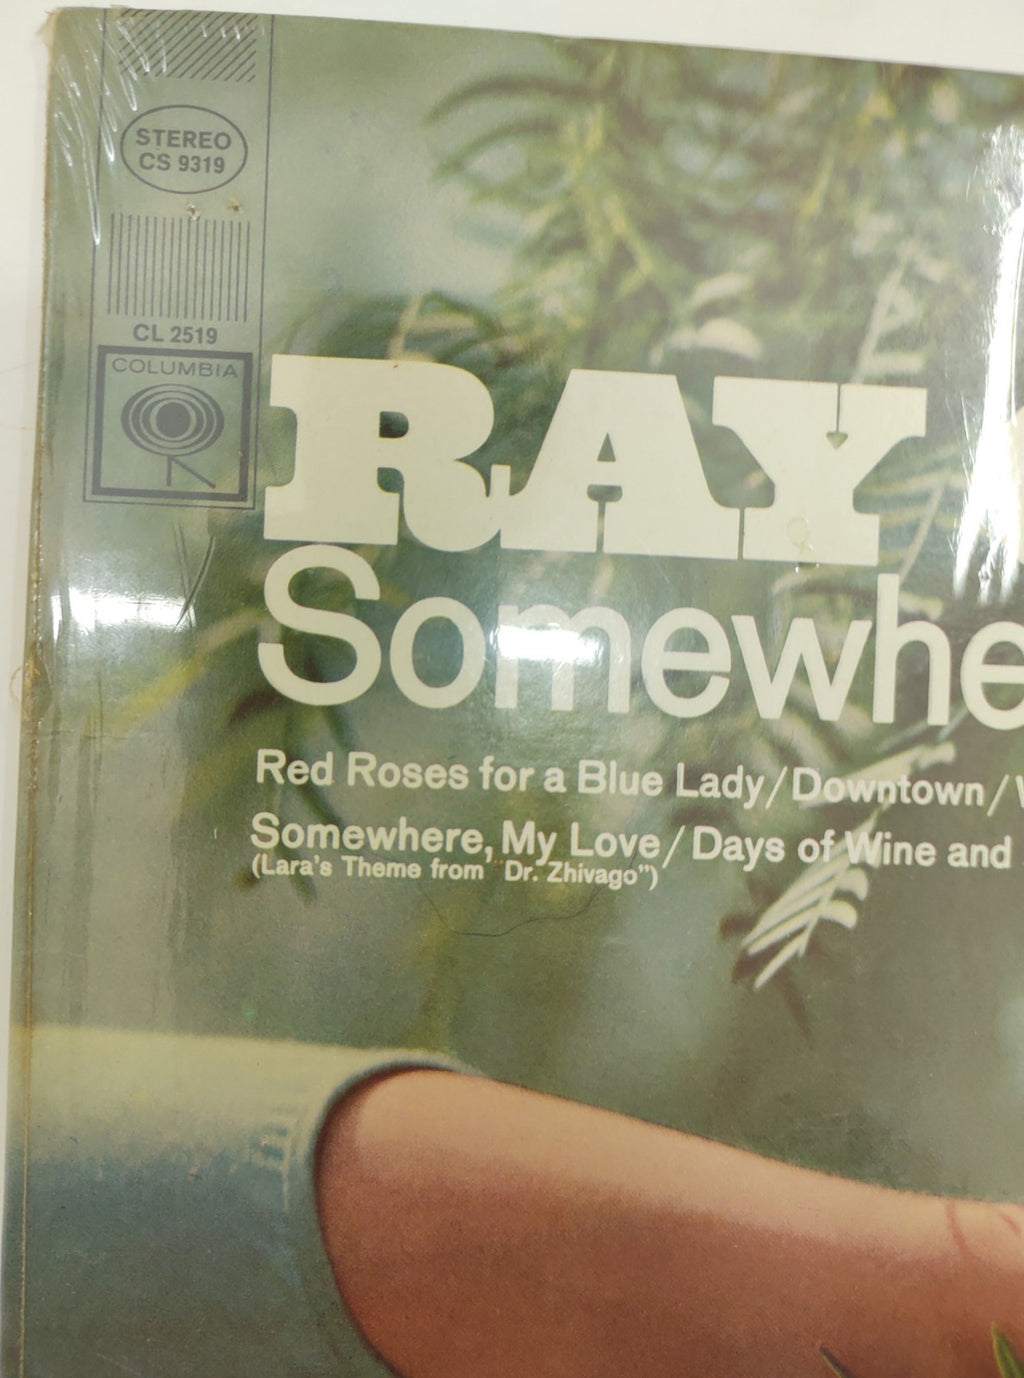 STEREO
CS 9319
CL 2519
COLUMBIA
RAY
Somewhe
Red Roses for a Blue Lady/Downtown/
Somewhere, My Love/Days of Wine and
(Lara's Theme from Dr. Zhivago")